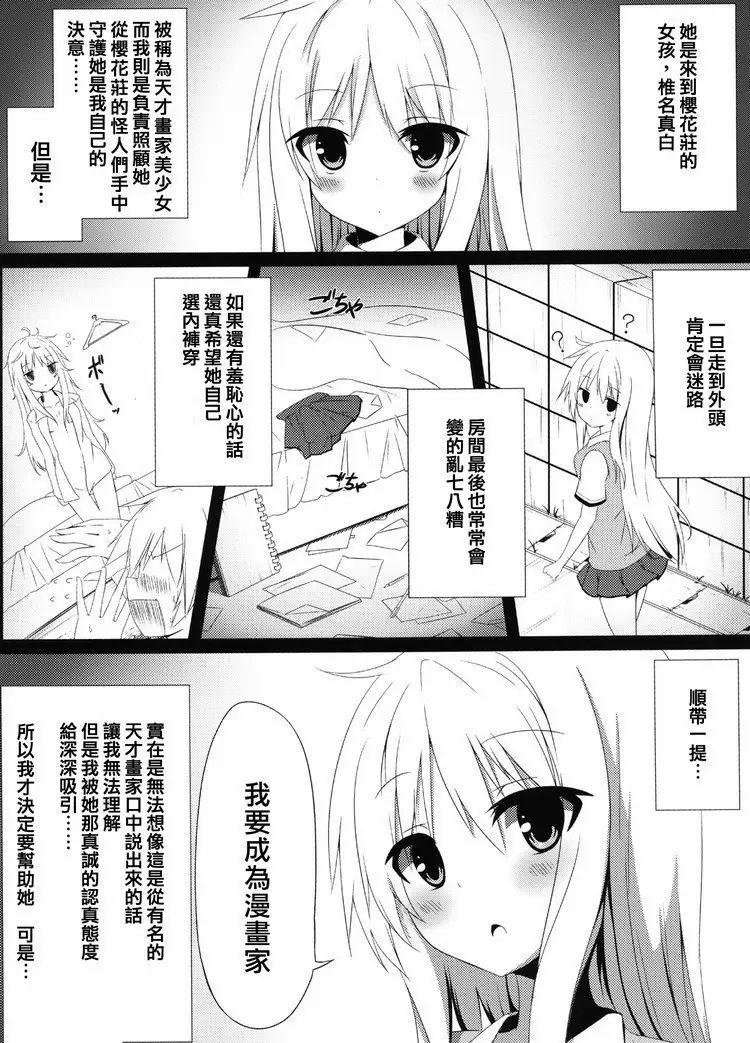 她是來到櫻花莊的
女孩，椎名真白
被稱為天才畫家美少女
而我則是負責照顧她
從櫻花莊的怪人們手中
守護她是我自己的
決意……
但是…
一旦走到外頭
肯定會迷路
?
?
ごちゃ
房間最後也常常會
變的亂七八糟
ごちゃ
如果還有羞恥心的話
還真希望她自己
選內褲穿
ボーッ
順帶一提…
我要成為漫畫家
實在是無法想像這是從有名的
天才畫家口中說出來的話
讓我無法理解
但是我被她那真誠的認真態度
給深深吸引……
所以我才決定要幫助她　可是…